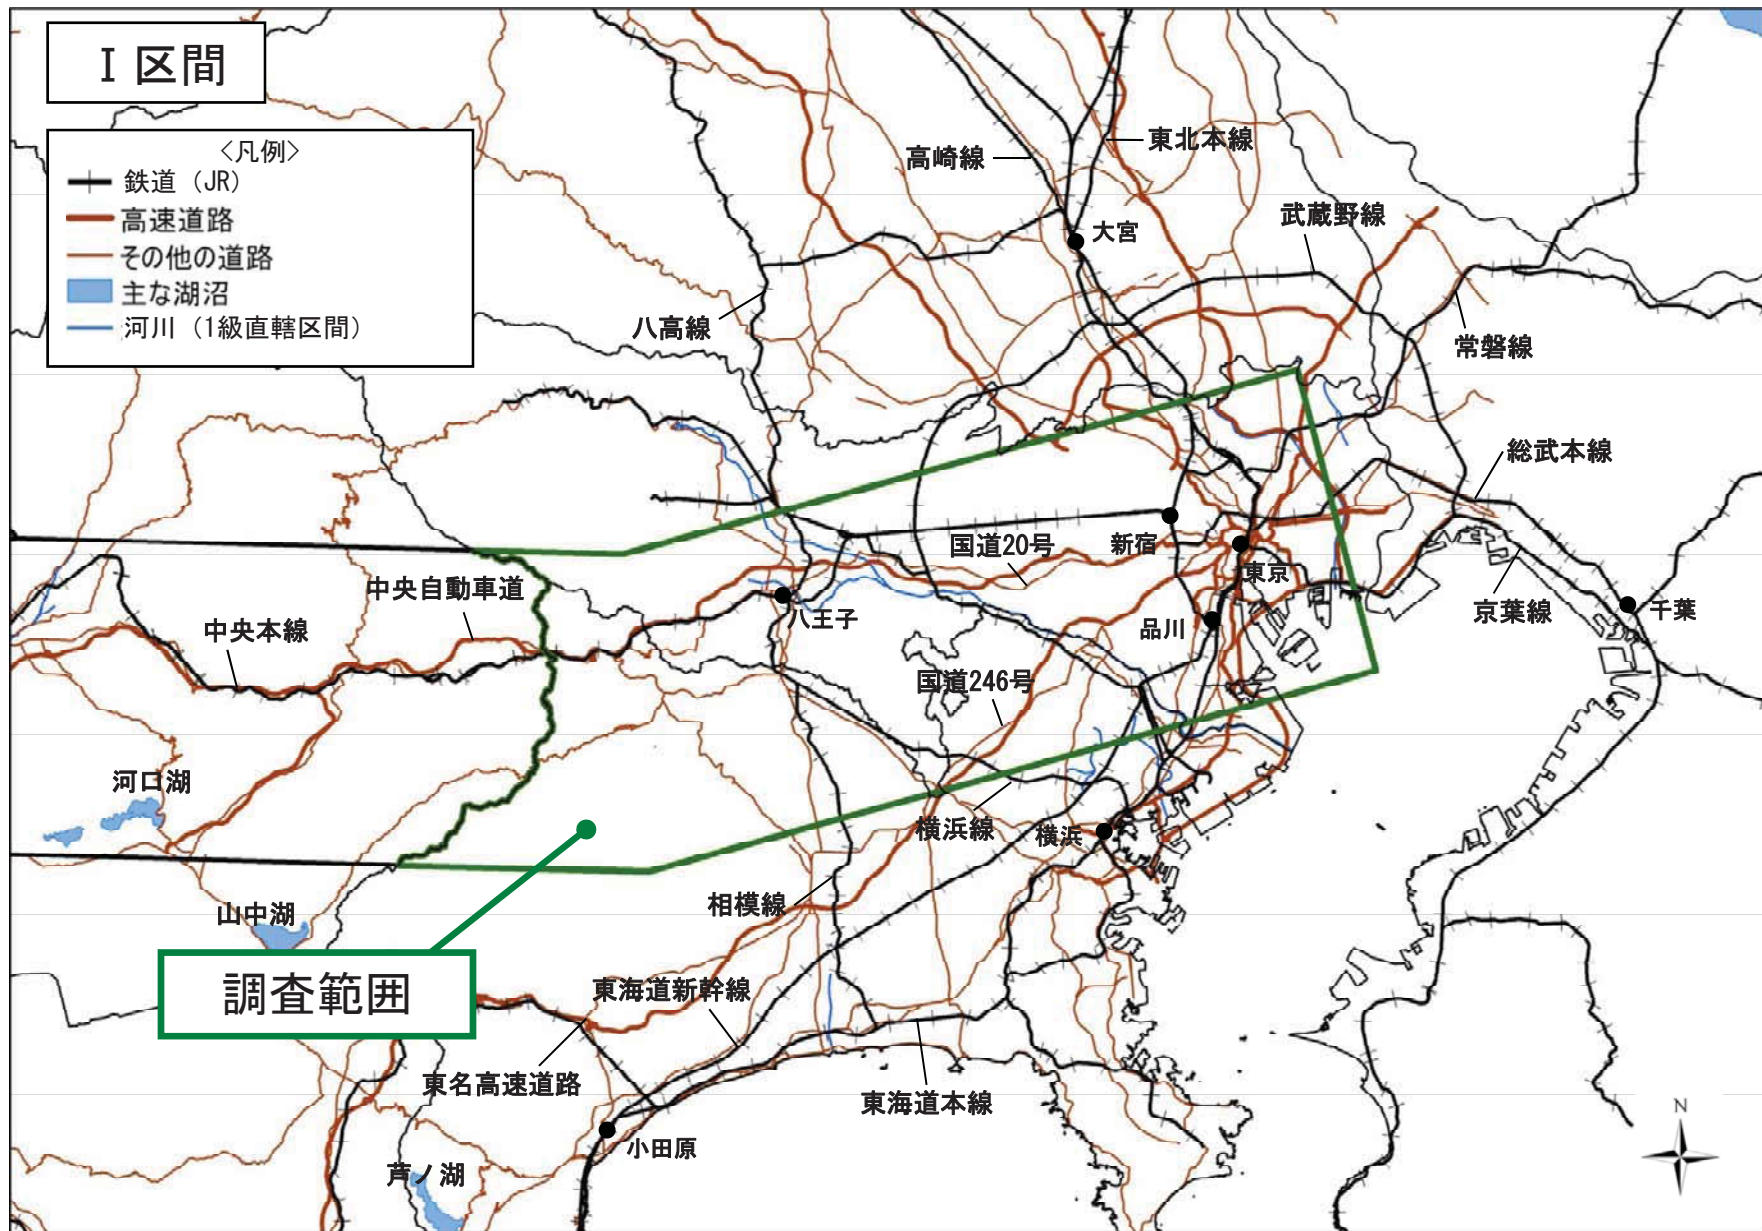 Ⅰ区間
<凡例>
鉄道（JR）
高速道路
その他の道路
主な湖沼
河川（1級直轄区間）
高崎線
東北本線
大宮
武蔵野線
八高線
常磐線
総武本線
新宿
国道20号
東京
中央自動車道
京葉線
千葉
八王子
品川
中央本線
国道246号
河口湖
横浜線
横浜
相模線
山中湖
調査範囲
東海道新幹線
東名高速道路
東海道本線
N
小田原
芦ノ湖